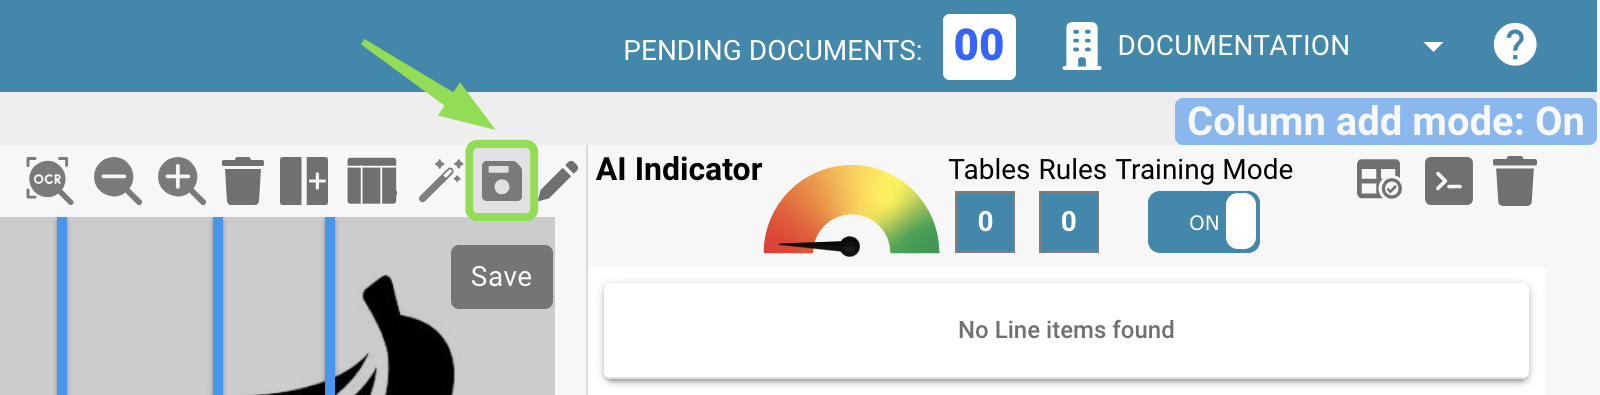 PENDING DOCUMENTS: 00 DOCUMENTATION ?
Column add mode: On
OCR
AI Indicator
Tables Rules Training Mode
0 0 ON
Save
No Line items found